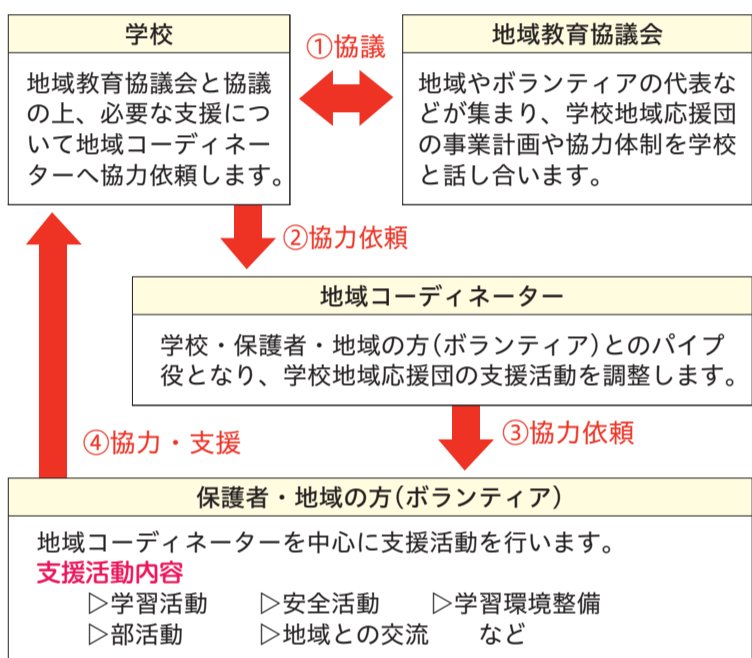 学校
地域教育協議会と協議
の上、必要な支援につ
いて地域コーディネー
ターへ協力依頼します。
①協議
地域教育協議会
地域やボランティアの代表な
どが集まり、学校地域応援団
の事業計画や協力体制を学校
と話し合います。
②協力依頼
地域コーディネーター
学校・保護者・地域の方(ボランティア)とのパイプ
役となり、学校地域応援団の支援活動を調整します。
③協力依頼
④協力・支援
保護者・地域の方(ボランティア)
地域コーディネーターを中心に支援活動を行います。
支援活動内容
▷学習活動 ▷安全活動 ▷学習環境整備
▷部活動 ▷地域との交流 など